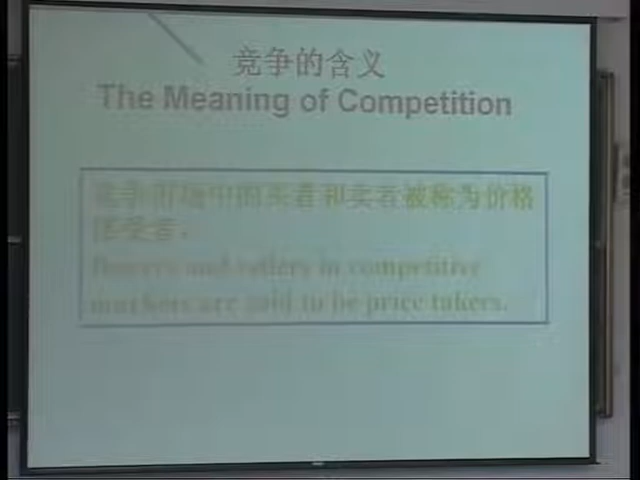 竞争的含义
The Meaning of Competition
竞争市场中的买者和卖者被称为价格
接受者。
Buyers and sellers in competitive
markets are said to be price takers.